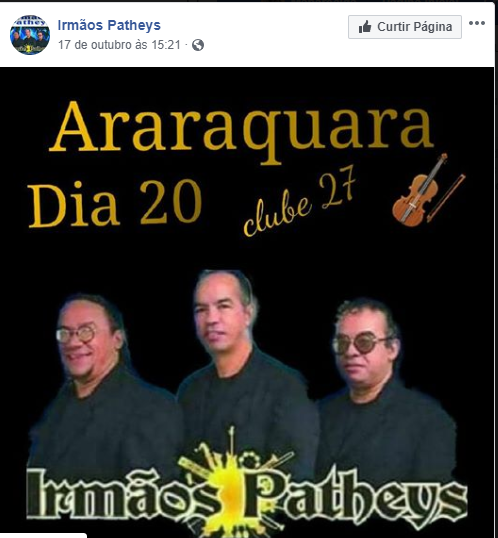 Irmãos Patheys
17 de outubro às 15:21 ·
Curtir Página
Araraquara
Dia 20
clube 27
Irmãos Patheys